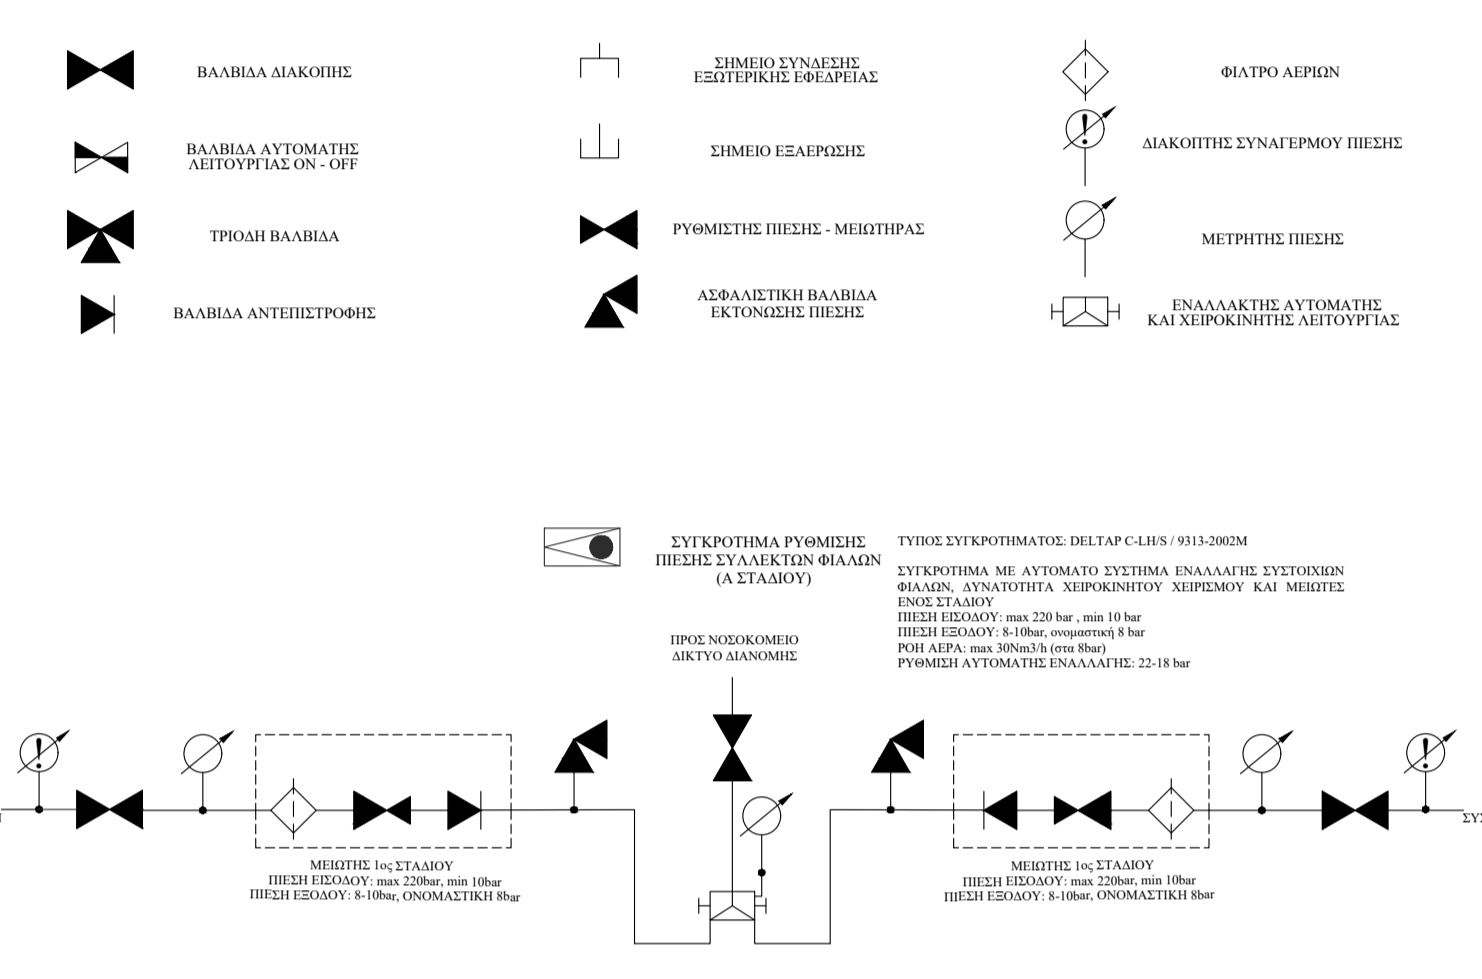 ΒΑΛΒΙΔΑ ΔΙΑΚΟΠΗΣ
ΒΑΛΒΙΔΑ ΑΥΤΟΜΑΤΗΣ
ΛΕΙΤΟΥΡΓΙΑΣ ON - OFF
ΤΡΙΟΔΗ ΒΑΛΒΙΔΑ
ΒΑΛΒΙΔΑ ΑΝΤΕΠΙΣΤΡΟΦΗΣ
ΣΗΜΕΙΟ ΣΥΝΔΕΣΗΣ
ΕΞΩΤΕΡΙΚΗΣ ΕΦΕΔΡΕΙΑΣ
ΣΗΜΕΙΟ ΕΞΑΕΡΩΣΗΣ
ΡΥΘΜΙΣΤΗΣ ΠΙΕΣΗΣ - ΜΕΙΩΤΗΡΑΣ
ΑΣΦΑΛΙΣΤΙΚΗ ΒΑΛΒΙΔΑ
ΕΚΤΟΝΩΣΗΣ ΠΙΕΣΗΣ
ΦΙΛΤΡΟ ΑΕΡΙΩΝ
ΔΙΑΚΟΠΤΗΣ ΣΥΝΑΓΕΡΜΟΥ ΠΙΕΣΗΣ
ΜΕΤΡΗΤΗΣ ΠΙΕΣΗΣ
ΕΝΑΛΛΑΚΤΗΣ ΑΥΤΟΜΑΤΗΣ
ΚΑΙ ΧΕΙΡΟΚΙΝΗΤΗΣ ΛΕΙΤΟΥΡΓΙΑΣ
ΣΥΓΚΡΟΤΗΜΑ ΡΥΘΜΙΣΗΣ
ΠΙΕΣΗΣ ΣΥΛΛΕΚΤΩΝ ΦΙΑΛΩΝ
(Α ΣΤΑΔΙΟΥ)
ΤΥΠΟΣ ΣΥΓΚΡΟΤΗΜΑΤΟΣ: DELTAP C-LH/S / 9313-2002M
ΣΥΓΚΡΟΤΗΜΑ ΜΕ ΑΥΤΟΜΑΤΟ ΣΥΣΤΗΜΑ ΕΝΑΛΛΑΓΗΣ ΣΥΣΤΟΙΧΙΩΝ
ΦΙΑΛΩΝ, ΔΥΝΑΤΟΤΗΤΑ ΧΕΙΡΟΚΙΝΗΤΟΥ ΧΕΙΡΙΣΜΟΥ ΚΑΙ ΜΕΙΩΤΕΣ
ΕΝΟΣ ΣΤΑΔΙΟΥ
ΠΙΕΣΗ ΕΙΣΟΔΟΥ: max 220 bar , min 10 bar
ΠΙΕΣΗ ΕΞΟΔΟΥ: 8-10bar, ονομαστική 8 bar
ΡΟΗ ΑΕΡΑ: max 30Nm3/h (στα 8bar)
ΡΥΘΜΙΣΗ ΑΥΤΟΜΑΤΗΣ ΕΝΑΛΛΑΓΗΣ: 22-18 bar
ΠΡΟΣ ΝΟΣΟΚΟΜΕΙΟ
ΔΙΚΤΥΟ ΔΙΑΝΟΜΗΣ
ΜΕΙΩΤΗΣ 1ος ΣΤΑΔΙΟΥ
ΠΙΕΣΗ ΕΙΣΟΔΟΥ: max 220bar, min 10bar
ΠΙΕΣΗ ΕΞΟΔΟΥ: 8-10bar, ΟΝΟΜΑΣΤΙΚΗ 8bar
ΜΕΙΩΤΗΣ 1ος ΣΤΑΔΙΟΥ
ΠΙΕΣΗ ΕΙΣΟΔΟΥ: max 220bar, min 10bar
ΠΙΕΣΗ ΕΞΟΔΟΥ: 8-10bar, ΟΝΟΜΑΣΤΙΚΗ 8bar